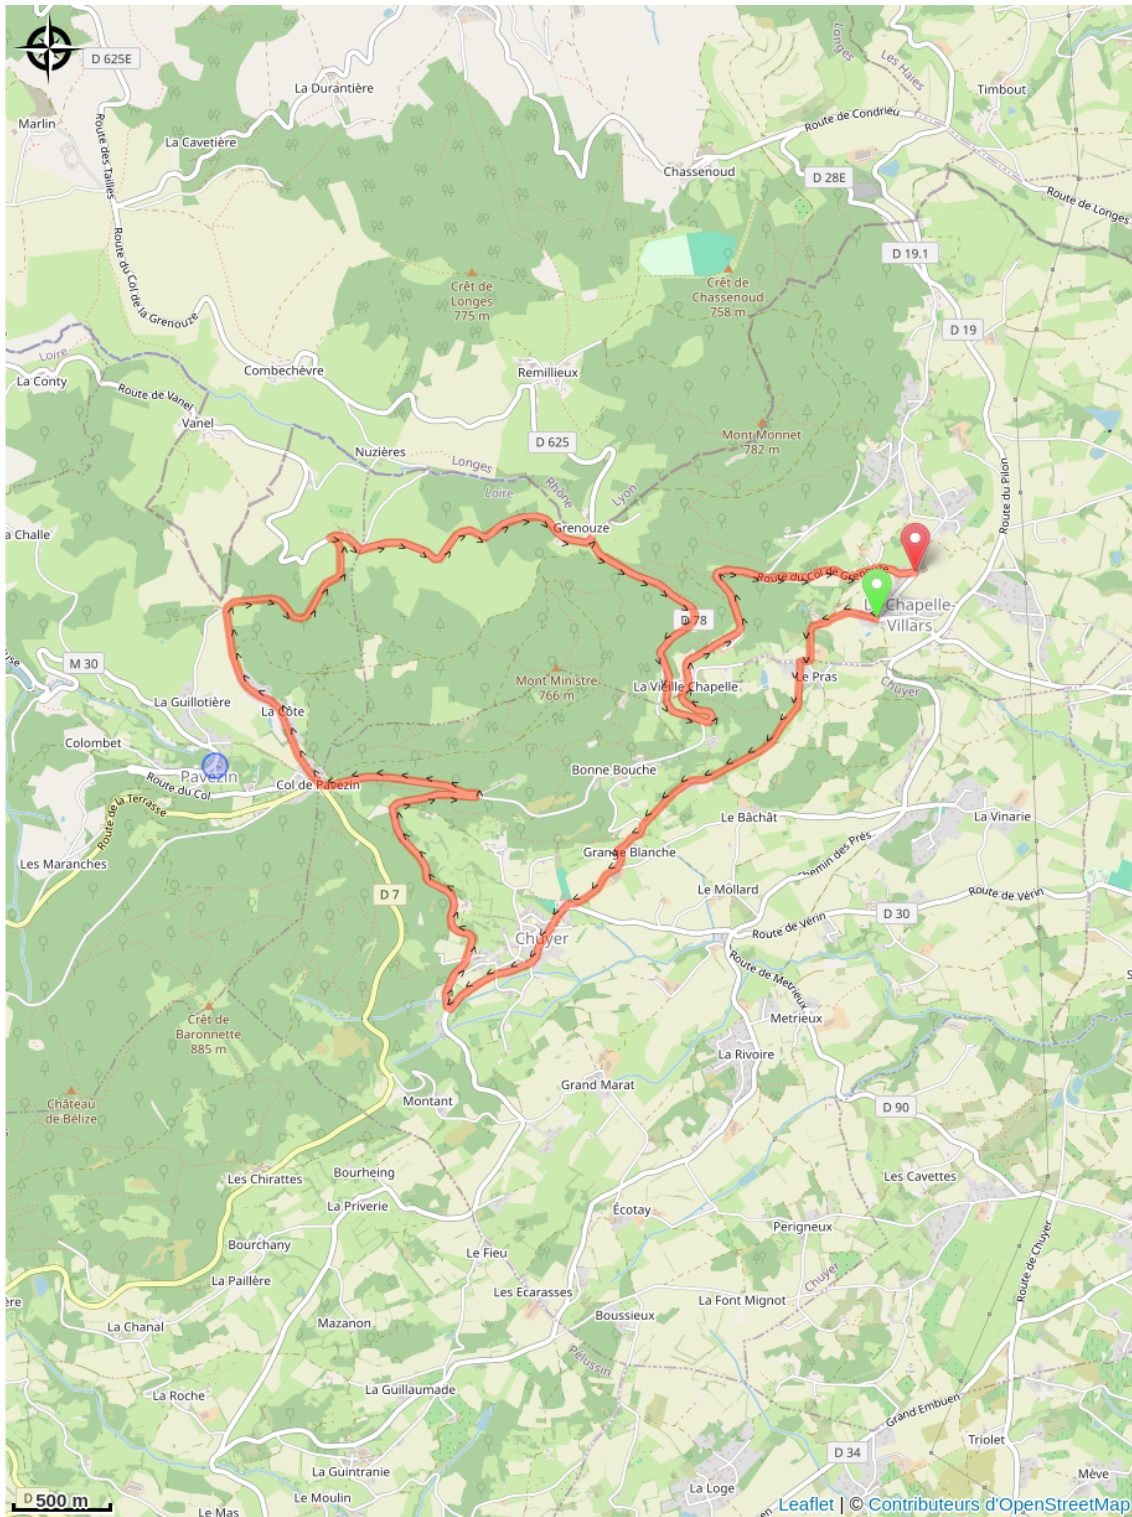 D 625E
La Durantière
Longes
Les Haies
Timbout
Marlin
La Cavetière
Route des Tailles
Route de Condrieu
Chassenoud
D 28E
Route de Longes
Route du Col de la Grenouze
D 19.1
Crêt de
Longes
775 m
Crêt de
Chassenoud
758 m
D 19
Loire
La Conty
Combechèvre
Remillieux
Route de Vanel
Vanel
D 625
Mont Monnet
782 m
Nuzières
Longes
Loire
Rhône
Lyon
Route du Pilon
Grenouze
a Challe
Route du Col de Grenouze
La Chapelle-
Villars
D 78
M 30
use
Mont Ministre
766 m
La Vieille Chapelle
Le Pras
Chuyer
La Guillotière
La Côte
Colombet
Pavezin
Route du Col
Col de Pavezin
Bonne Bouche
Route de la Terrasse
Le Bâchât
La Vinarie
Les Maranches
Grange Blanche
Chemin des Prés
D 7
Le Mollard
Route de Vérin
D 30
Route de Vérin
Chuyer
Route de Metrieux
Crêt de
Baronnette
885 m
Metrieux
La Rivoire
Château
de Bélize
Montant
Grand Marat
D 90
Les Chirattes
Bourheing
Les Cavettes
La Priverie
Écotay
Perigneux
Bourchany
Le Fieu
Route de Chuyer
La Paillère
Chuyer
ère
Les Ecarasses
La Font Mignot
Boussieux
La Chanal
Mazanon
Pélussin
La Roche
La Guillaumade
Grand Embuen
Triolet
D 34
La Guintranie
Mève
La Loge
Le Moulin
D
500 m
Le Mas
en
Leaflet | © Contributeurs d'OpenStreetMap